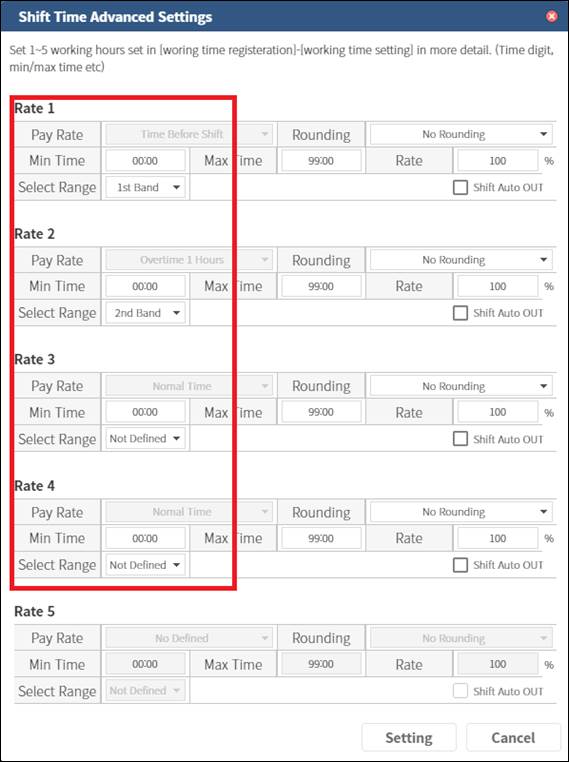 Shift Time Advanced Settings
Set 1~5 working hours set in [woring time registeration]-[working time setting] in more detail. (Time digit,
min/max time etc)
Rate 1
Pay Rate Time Before Shift Rounding No Rounding
Min Time 00:00 Max Time 99:00 Rate 100 %
Select Range 1st Band Shift Auto OUT
Rate 2
Pay Rate Overtime 1 Hours Rounding No Rounding
Min Time 00:00 Max Time 99:00 Rate 100 %
Select Range 2nd Band Shift Auto OUT
Rate 3
Pay Rate Normal Time Rounding No Rounding
Min Time 00:00 Max Time 99:00 Rate 100 %
Select Range Not Defined Shift Auto OUT
Rate 4
Pay Rate Normal Time Rounding No Rounding
Min Time 00:00 Max Time 99:00 Rate 100 %
Select Range Not Defined Shift Auto OUT
Rate 5
Pay Rate No Defined Rounding No Rounding
Min Time 00:00 Max Time 99:00 Rate 100 %
Select Range Not Defined Shift Auto OUT
Setting Cancel